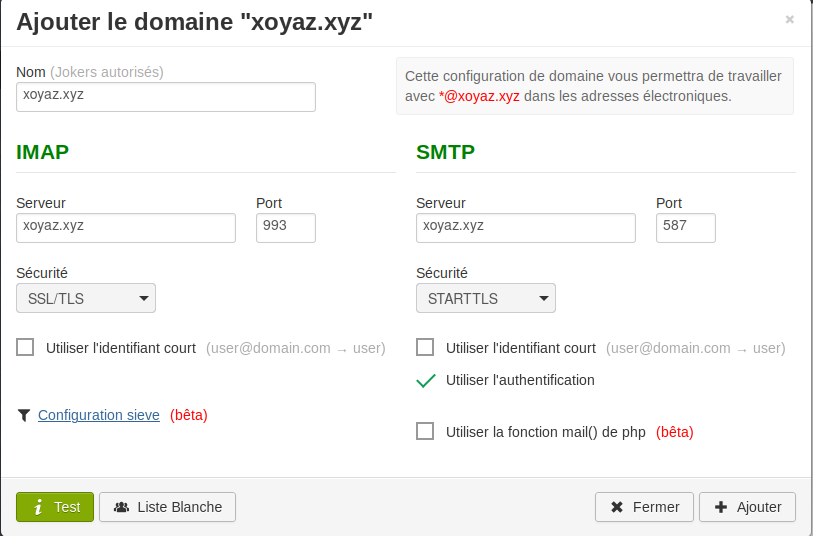 Ajouter le domaine "xoyaz.xyz"
×
Nom (Jokers autorisés)
xoyaz.xyz
Cette configuration de domaine vous permettra de travailler
avec *@xoyaz.xyz dans les adresses électroniques.
IMAP
Serveur Port
xoyaz.xyz 993
Sécurité
SSL/TLS
Utiliser l'identifiant court (user@domain.com → user)
Configuration sieve (bêta)
SMTP
Serveur Port
xoyaz.xyz 587
Sécurité
STARTTLS
Utiliser l'identifiant court (user@domain.com → user)
Utiliser l'authentification
Utiliser la fonction mail() de php (bêta)
Test Liste Blanche Fermer Ajouter